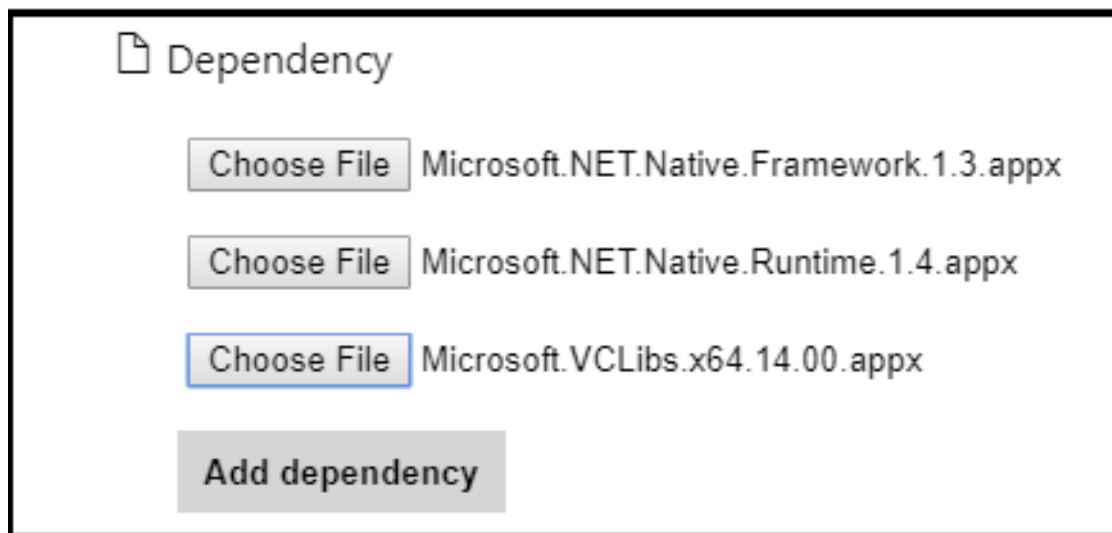 Dependency
Choose File Microsoft.NET.Native.Framework.1.3.appx
Choose File Microsoft.NET.Native.Runtime.1.4.appx
Choose File Microsoft.VCLibs.x64.14.00.appx
Add dependency